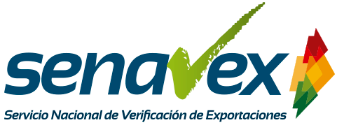 senavex
Servicio Nacional de Verificación de Exportaciones